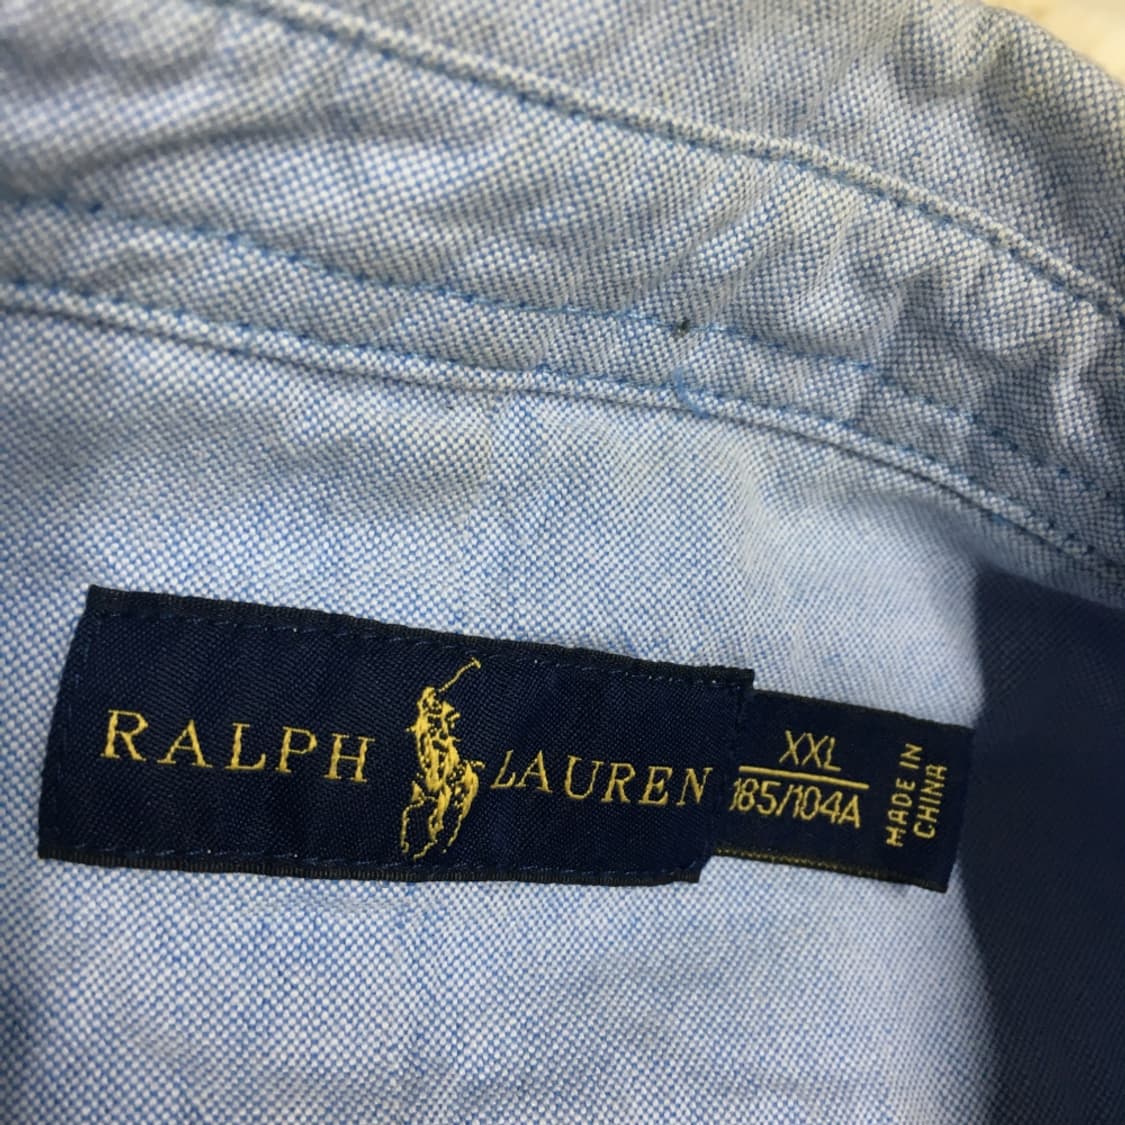 RALPH LAUREN
XXL
185/104A
MADE IN
CHINA